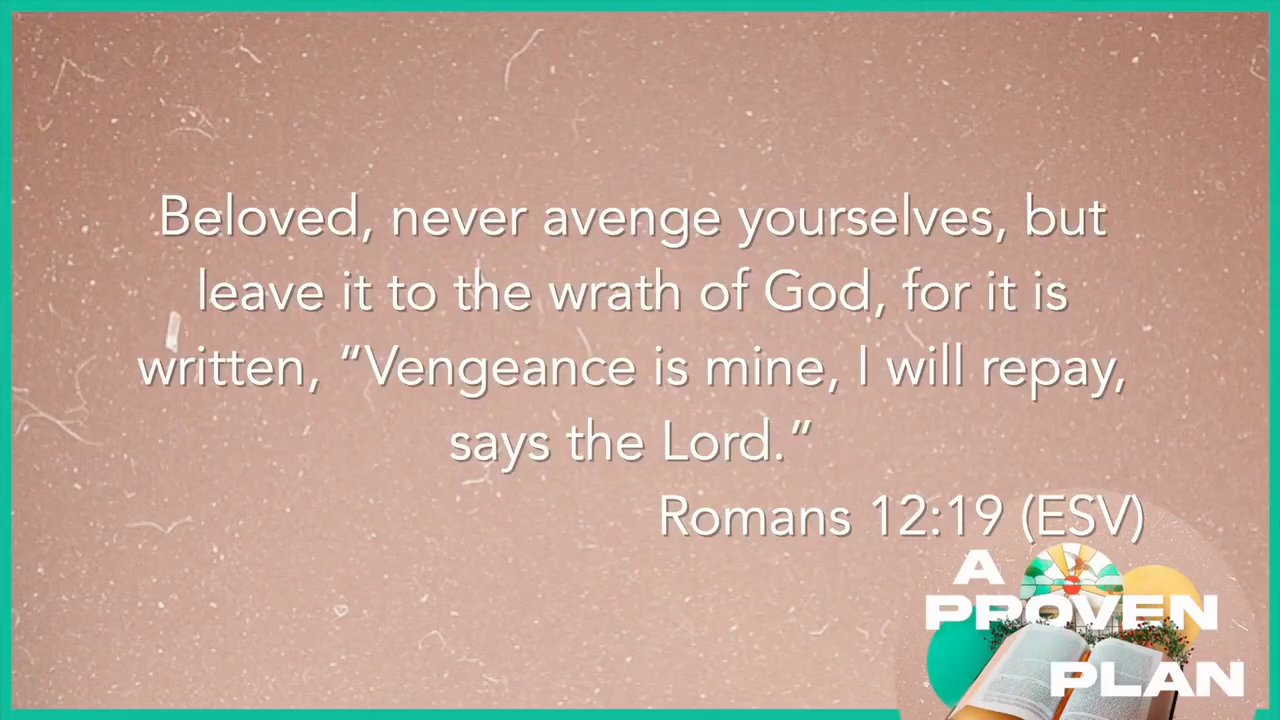 Beloved, never avenge yourselves, but
leave it to the wrath of God, for it is
written, “Vengeance is mine, I will repay,
says the Lord.”
Romans 12:19 (ESV)
A
PROVEN
PLAN